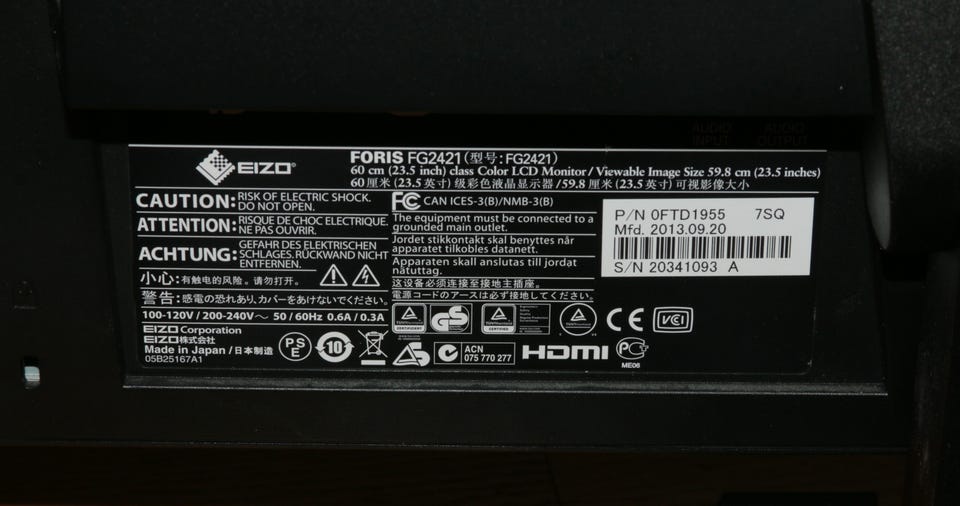 AUDIO INPUT
AUDIO OUTPUT
EIZO
FORIS FG2421(型号:FG2421)
60 cm (23.5 inch) class Color LCD Monitor / Viewable Image Size 59.8 cm (23.5 inches)
60 厘米 (23.5 英寸) 级彩色液晶显示器 /59.8 厘米 (23.5 英寸) 可视影像大小
CAUTION: RISK OF ELECTRIC SHOCK.
DO NOT OPEN.
ATTENTION: RISQUE DE CHOC ELECTRIQUE.
NE PAS OUVRIR.
ACHTUNG: GEFAHR DES ELEKTRISCHEN
SCHLAGES. RÜCKWAND NICHT
ENTFERNEN.
小心: 有触电的风险。请勿打开。
警告: 感電の恐れあり、カバーをあけないでください。
100-120V / 200-240V～ 50 / 60Hz 0.6A / 0.3A
EIZO Corporation
EIZO株式会社
Made in Japan / 日本制造
05B25167A1
PSE
10
FC CAN ICES-3(B)/NMB-3(B)
The equipment must be connected to a
grounded main outlet.
Jordet stikkontakt skal benyttes når
apparatet tilkobles datanett.
Apparaten skall anslutas till jordat
nätuttag.
这设备必须连接至接地主插座。
電源コードのアースは必ず接地してください。
TÜVRheinland
CERTIFIED
GS
TÜVRheinland
CERTIFIED
CE
VCI
ACN
075 770 277
HDMI
PG
ME06
P/N 0FTD1955 7SQ
Mfd. 2013.09.20
S/N 20341093 A